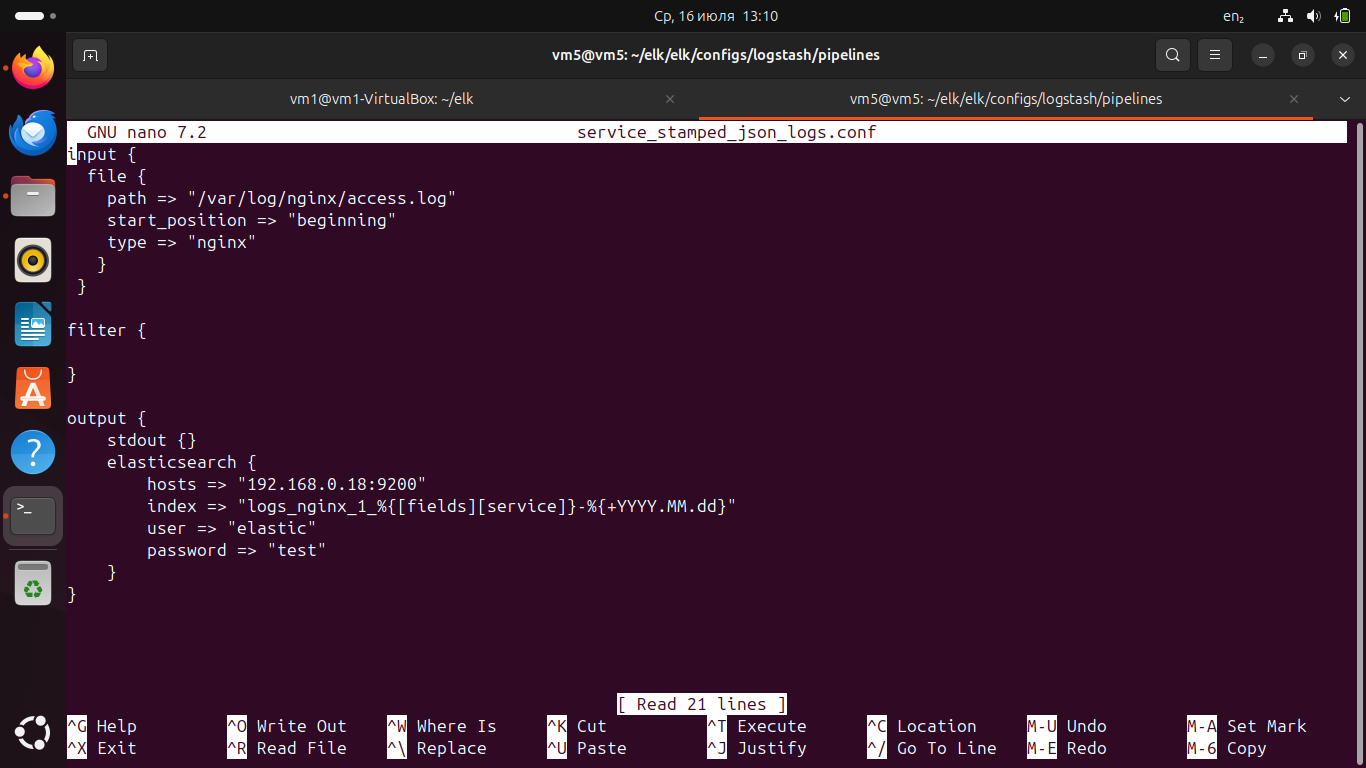 Ср, 16 июля 13:10
en₂
vm5@vm5: ~/elk/elk/configs/logstash/pipelines
vm1@vm1-VirtualBox: ~/elk
vm5@vm5: ~/elk/elk/configs/logstash/pipelines
GNU nano 7.2 service_stamped_json_logs.conf
input {
file {
path => "/var/log/nginx/access.log"
start_position => "beginning"
type => "nginx"
}
}
filter {
}
output {
stdout {}
elasticsearch {
hosts => "192.168.0.18:9200"
index => "logs_nginx_1_%{[fields][service]}-%{+YYYY.MM.dd}"
user => "elastic"
password => "test"
}
}
[ Read 21 lines ]
^G Help ^O Write Out ^W Where Is ^K Cut ^T Execute ^C Location M-U Undo M-A Set Mark
^X Exit ^R Read File ^\ Replace ^U Paste ^J Justify ^/ Go To Line M-E Redo M-6 Copy